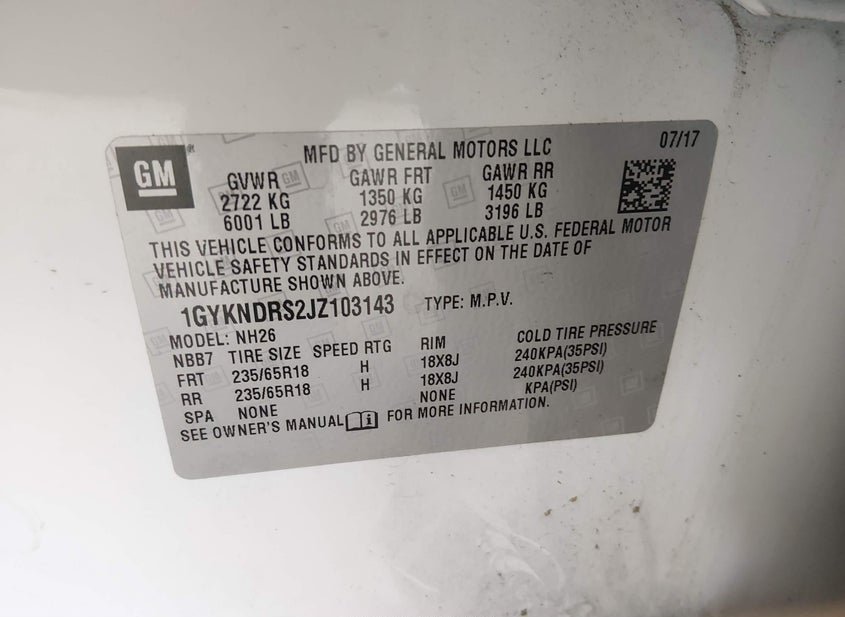 GM
MFD BY GENERAL MOTORS LLC 07/17
GVWR GAWR FRT GAWR RR
2722 KG 1350 KG 1450 KG
6001 LB 2976 LB 3196 LB
THIS VEHICLE CONFORMS TO ALL APPLICABLE U.S. FEDERAL MOTOR
VEHICLE SAFETY STANDARDS IN EFFECT ON THE DATE OF
MANUFACTURE SHOWN ABOVE.
1GYKNDRS2JZ103143 TYPE: M.P.V.
MODEL: NH26
NBB7 TIRE SIZE SPEED RTG RIM COLD TIRE PRESSURE
FRT 235/65R18 H 18X8J 240KPA(35PSI)
RR 235/65R18 H 18X8J 240KPA(35PSI)
SPA NONE NONE KPA(PSI)
SEE OWNER'S MANUAL FOR MORE INFORMATION.